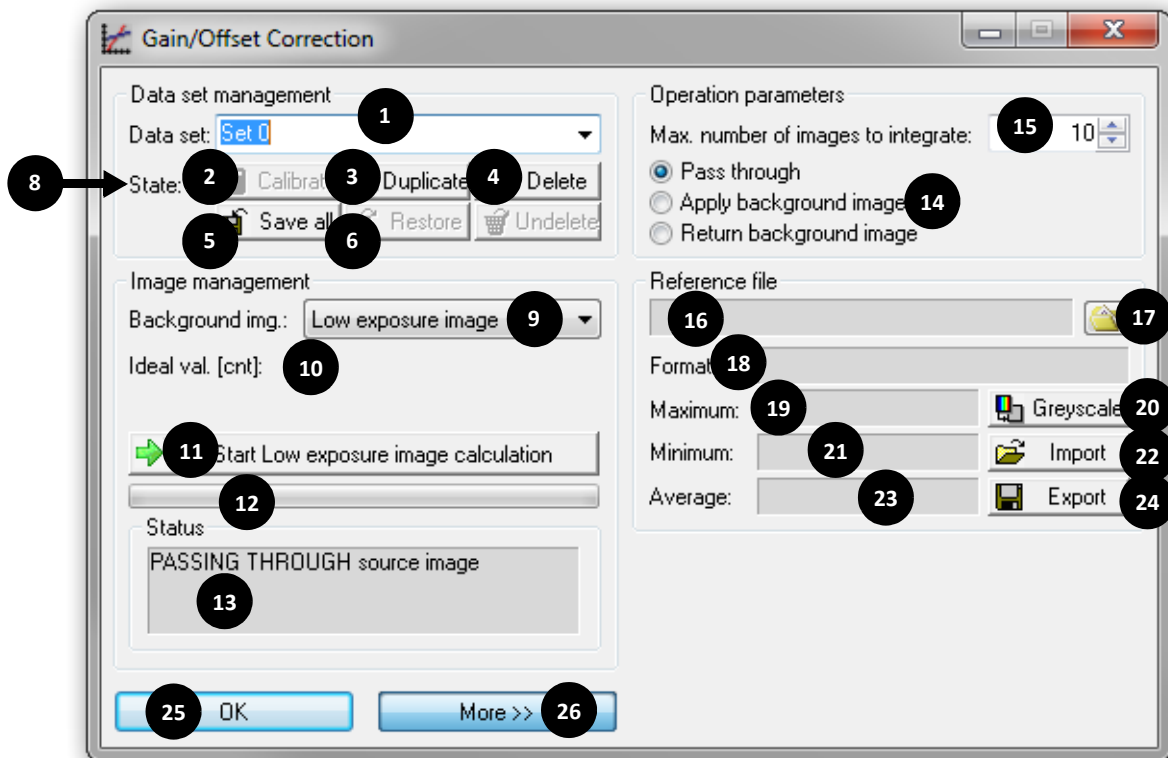 Gain/Offset Correction
Data set management
1
Data set: Set 0
8
State:
2
Calibrat
3
Duplicate
4
Delete
5
Save all
6
Restore
Undelete
Image management
Background img.: Low exposure image
9
Ideal val. [cnt]:
10
11
Start Low exposure image calculation
12
Status
PASSING THROUGH source image
13
25
OK
More >>
26
Operation parameters
Max. number of images to integrate:
15
10
Pass through
Apply background image
14
Return background image
Reference file
16
17
Format
18
Maximum:
19
Greyscale
20
Minimum:
21
Import
22
Average:
23
Export
24